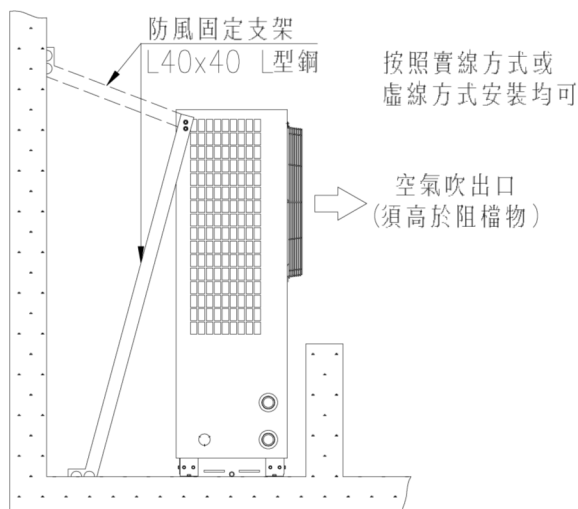 防風固定支架
L40x40 L型鋼
按照實線方式或
虛線方式安裝均可
空氣吹出口
(須高於阻檔物)